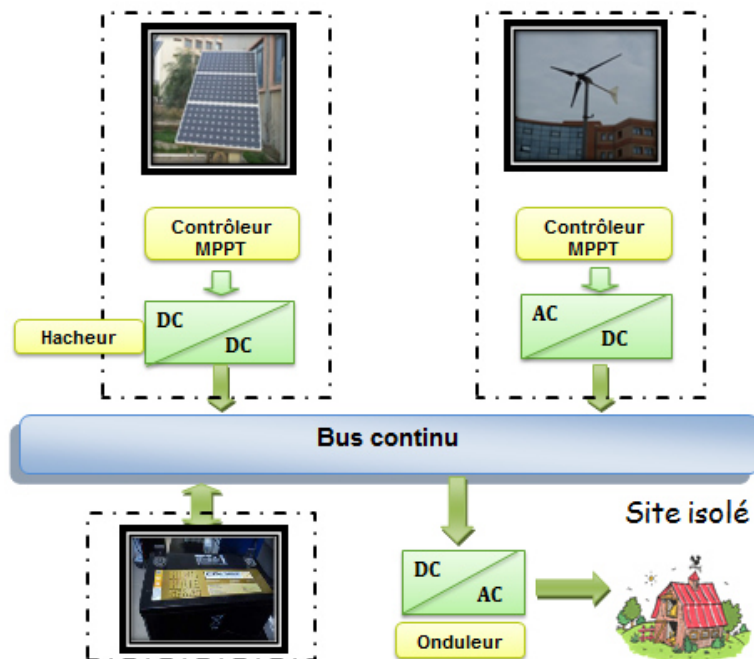 Contrôleur
MPPT
Contrôleur
MPPT
Hacheur
DC
DC
AC
DC
Bus continu
Site isolé
DC
AC
Onduleur